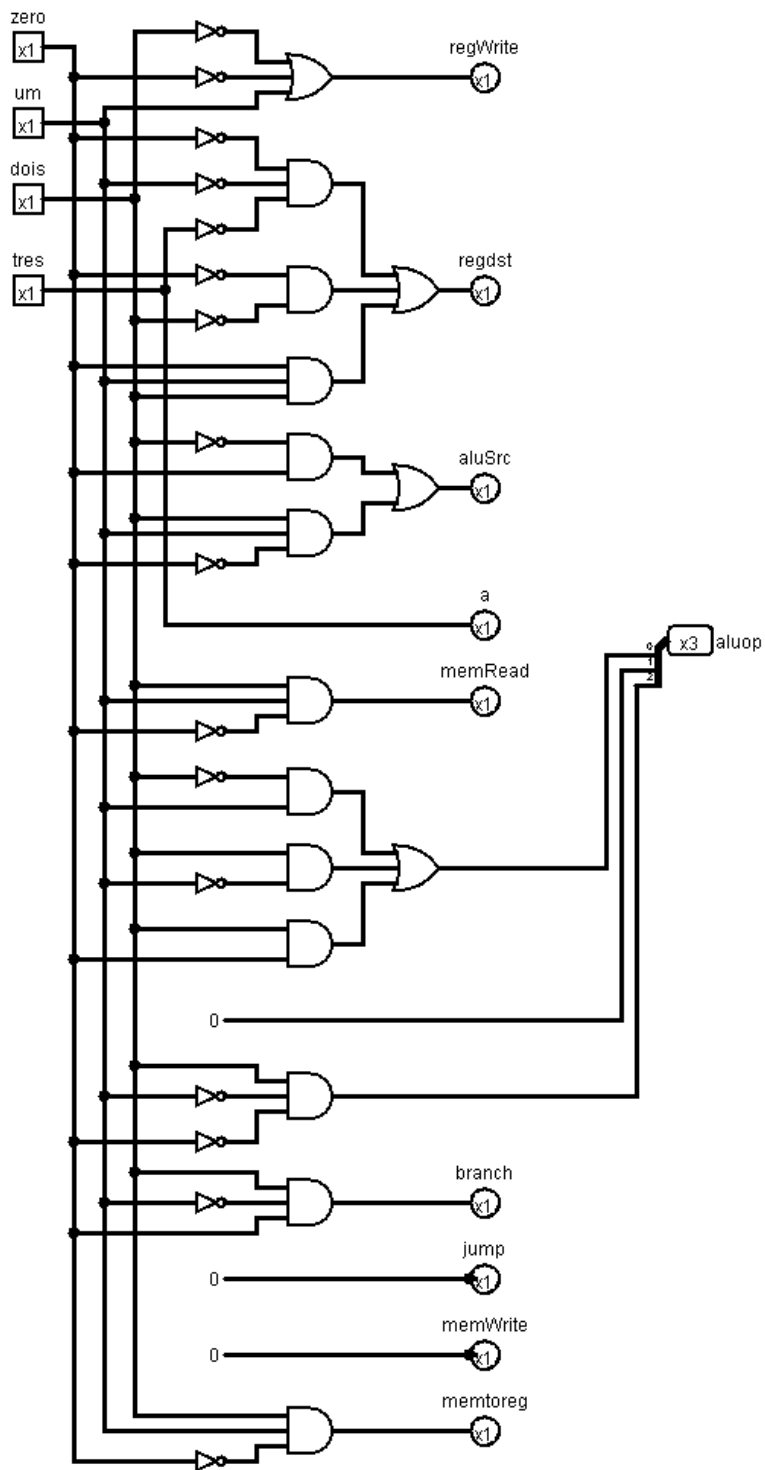 zero
x1
regWrite
x1
um
x1
dois
x1
tres
x1
regdst
x1
aluSrc
x1
a
x1
0
1
2
x3
aluop
memRead
x1
0
branch
x1
jump
0
x1
memWrite
0
x1
memtoreg
x1